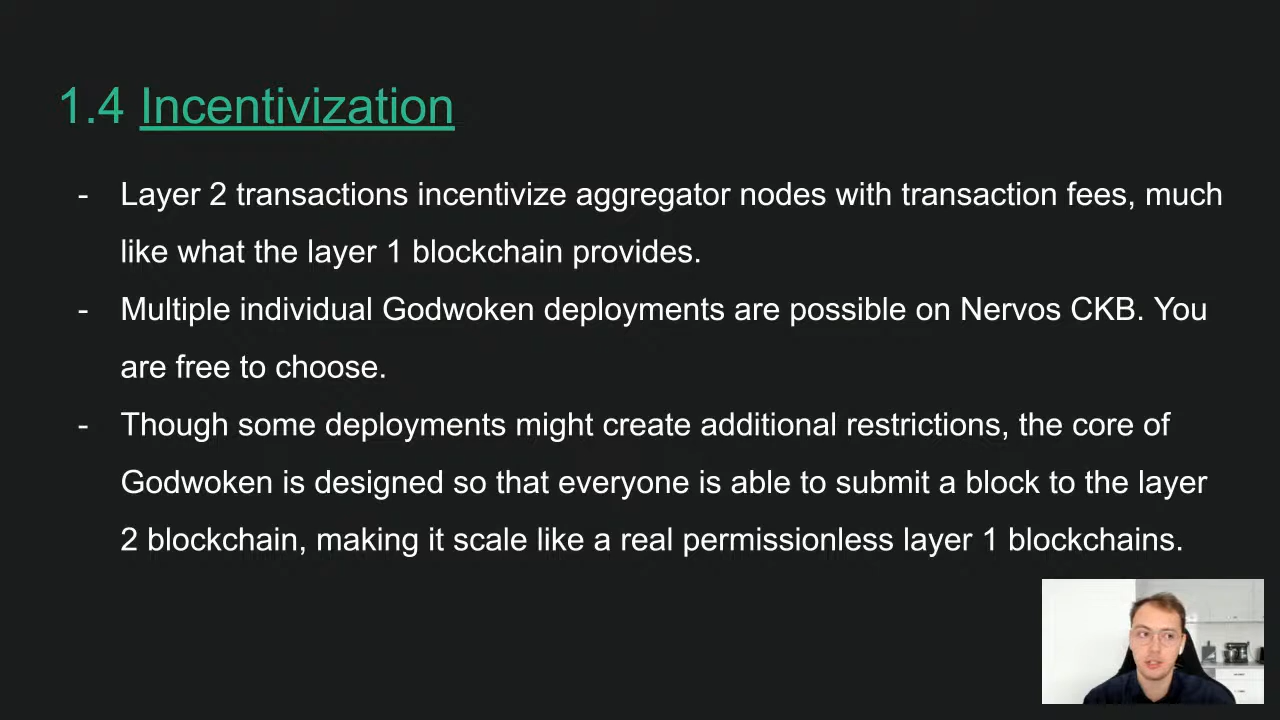 1.4 Incentivization
- Layer 2 transactions incentivize aggregator nodes with transaction fees, much
like what the layer 1 blockchain provides.
- Multiple individual Godwoken deployments are possible on Nervos CKB. You
are free to choose.
- Though some deployments might create additional restrictions, the core of
Godwoken is designed so that everyone is able to submit a block to the layer
2 blockchain, making it scale like a real permissionless layer 1 blockchains.